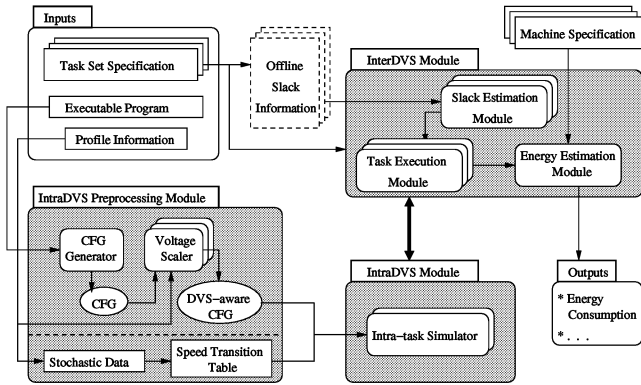 Inputs
Task Set Specification
Executable Program
Profile Information
Offline
Slack
Information
Machine Specification
InterDVS Module
Slack Estimation
Module
Task Execution
Module
Energy Estimation
Module
IntraDVS Preprocessing Module
CFG
Generator
Voltage
Scaler
CFG
DVS-aware
CFG
Stochastic Data
Speed Transition
Table
IntraDVS Module
Intra-task Simulator
Outputs
* Energy
Consumption
* . . .